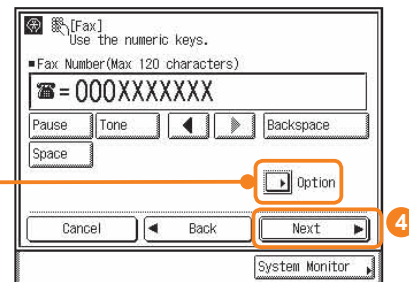 [Fax]
Use the numeric keys.
■Fax Number(Max 120 characters)
☎=000XXXXXXX
Pause Tone ◀ ▶ Backspace
Space
Option
Cancel ◀ Back Next ▶
4
System Monitor